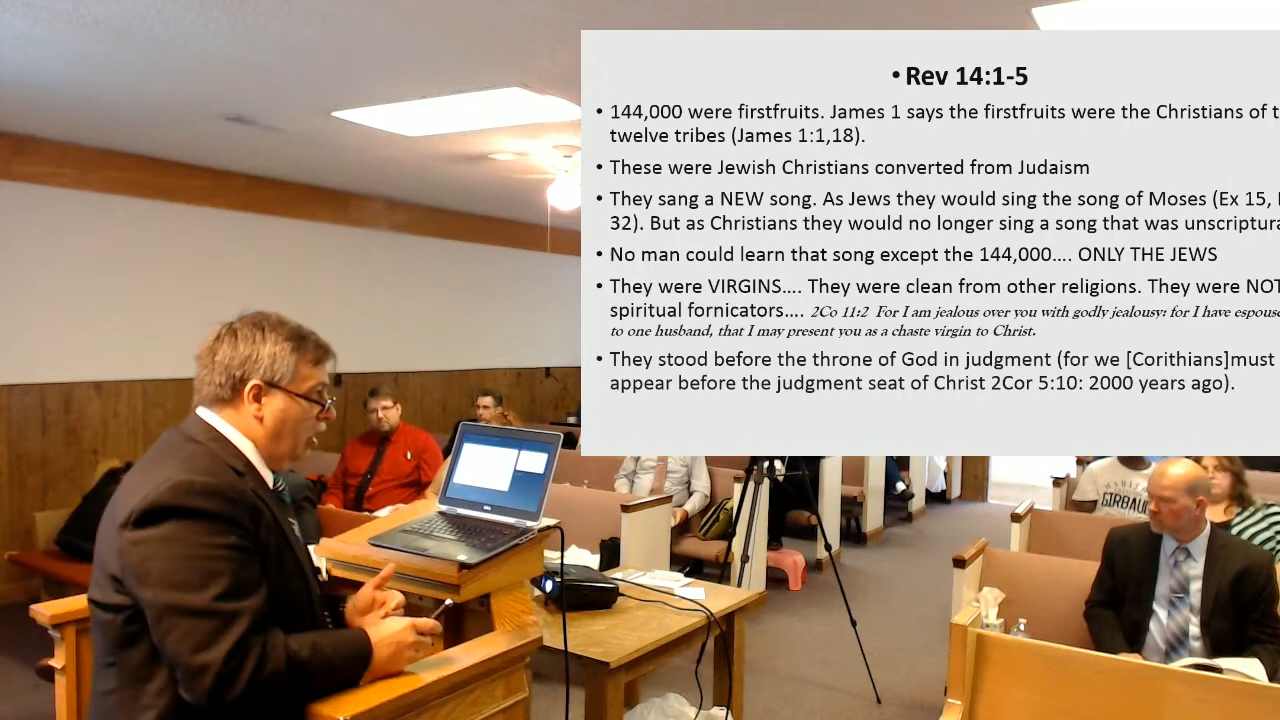 • Rev 14:1-5
• 144,000 were firstfruits. James 1 says the firstfruits were the Christians of
twelve tribes (James 1:1,18).
• These were Jewish Christians converted from Judaism
• They sang a NEW song. As Jews they would sing the song of Moses (Ex 15,
32). But as Christians they would no longer sing a song that was
• No man could learn that song except the 144,000.... ONLY THE JEWS
• They were VIRGINS.... They were clean from other religions. They were NOT
spiritual fornicators.... 2Co 11:2 For I am jealous over you with godly jealousy: for I have
to one husband, that I may present you as a chaste virgin to Christ.
• They stood before the throne of God in judgment (for we [Corithians]must
appear before the judgment seat of Christ 2Cor 5:10: 2000 years ago).